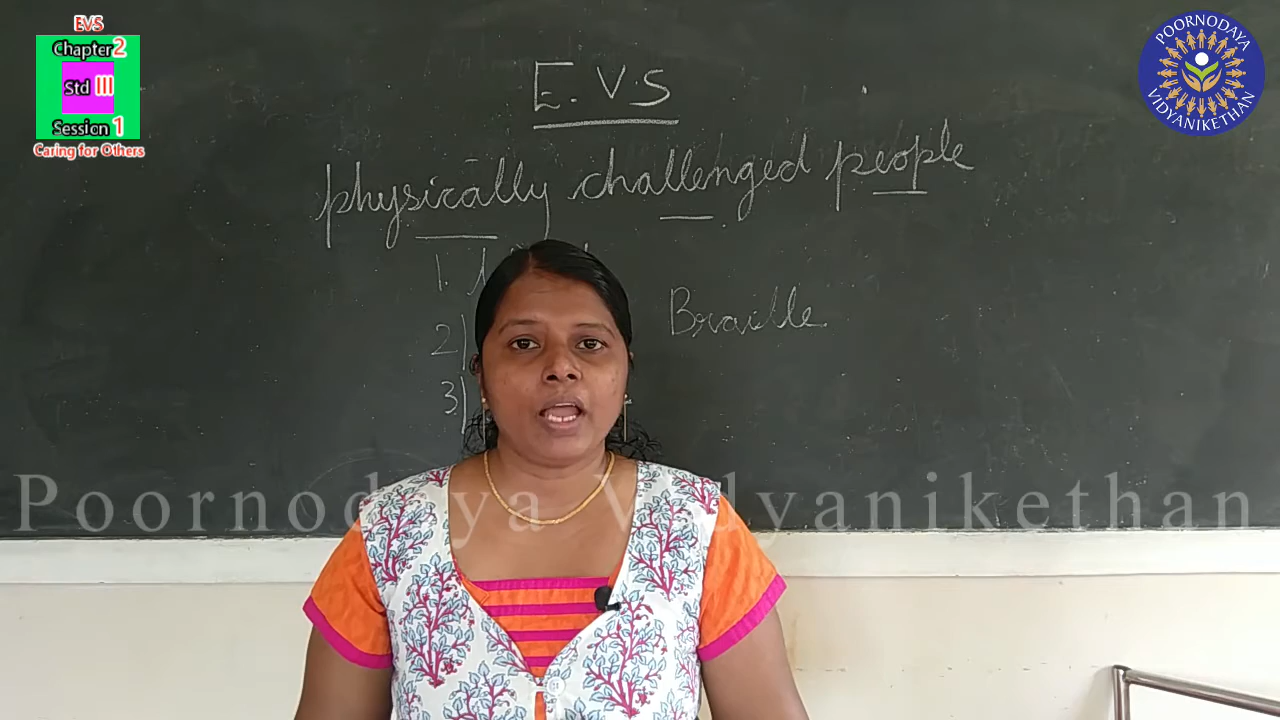 EVS
Chapter 2
Std III
Session 1
Caring for Others
POORNODAYA
VIDYANIKETHAN
E.V.S
physically challenged people
1.
2)
Braille
3)
Poornodaya Vidyanikethan